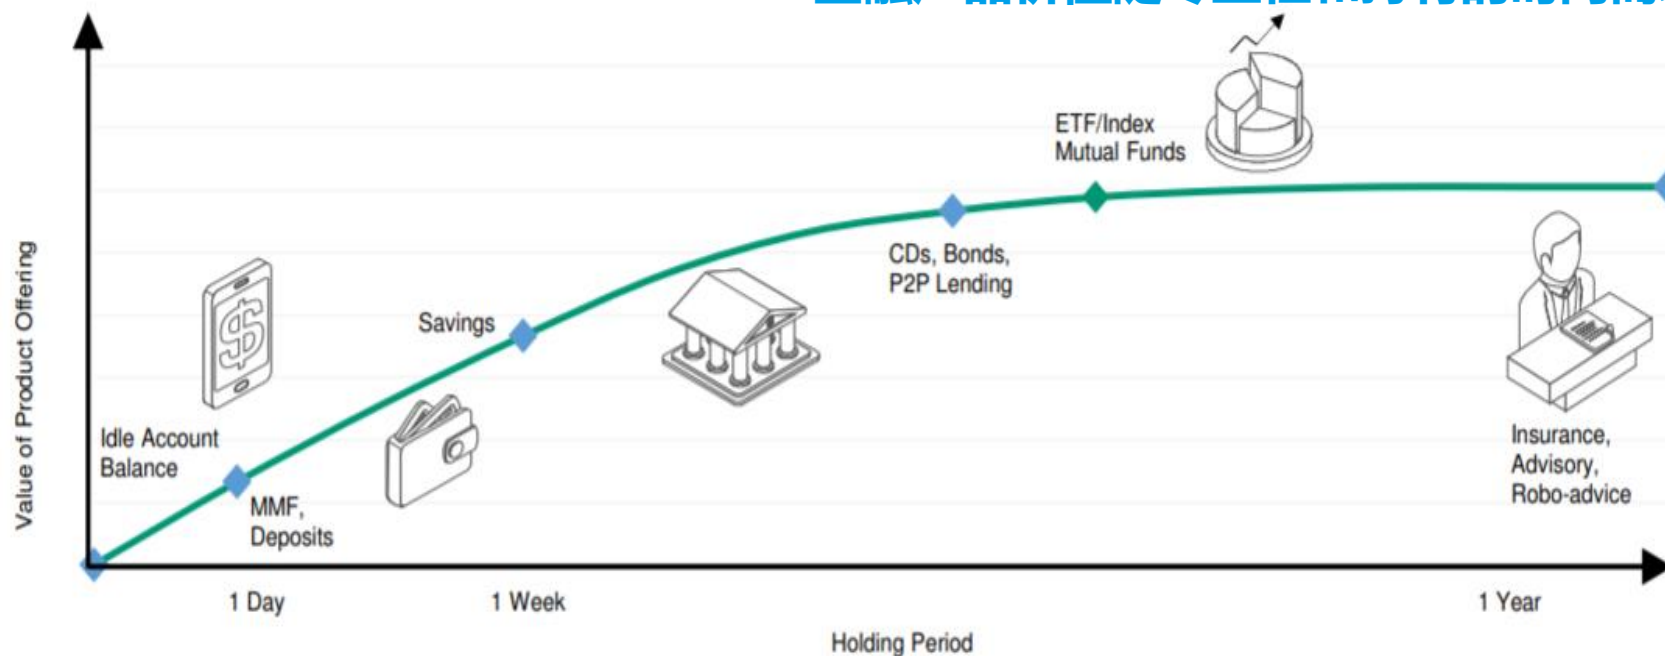 ETF/Index
Mutual Funds
CDs, Bonds,
P2P Lending
Savings
Idle Account
Balance
MMF,
Deposits
Insurance,
Advisory,
Robo-advice
Value of Product Offering
1 Day
1 Week
1 Year
Holding Period
$